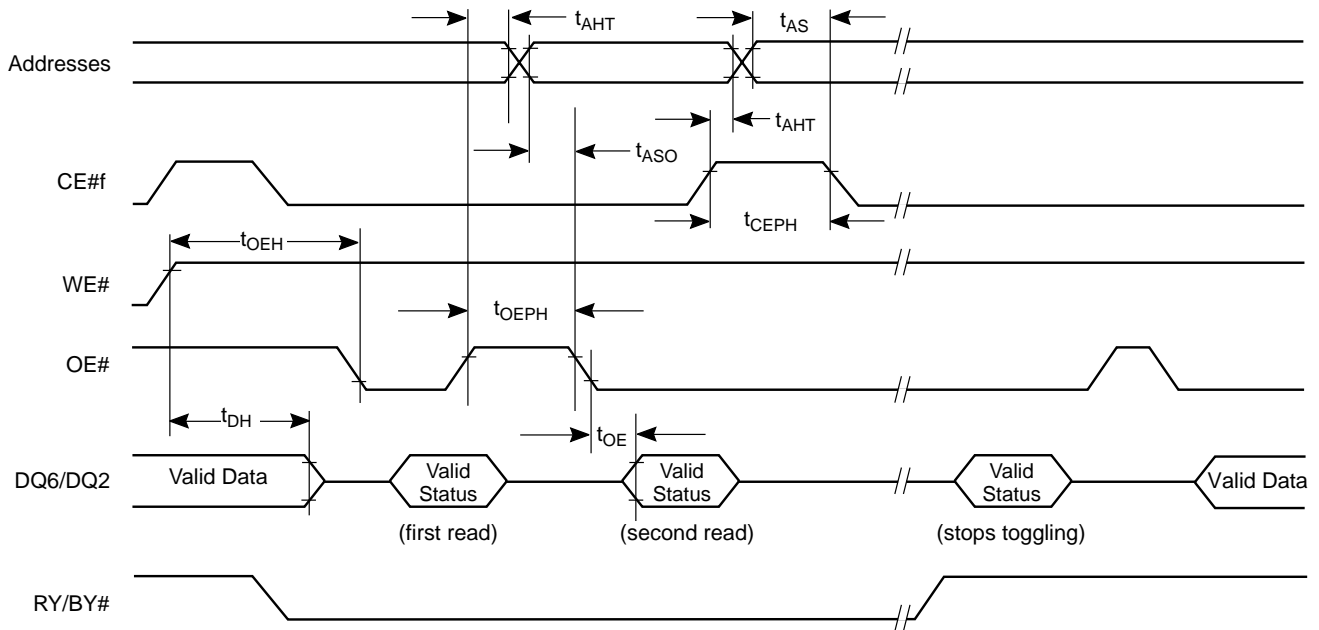 tAHT
tAS
Addresses
tAHT
tASO
CE#f
tCEPH
tOEH
WE#
tOEPH
OE#
tDH
tOE
DQ6/DQ2
Valid Data
Valid
Status
Valid
Status
Valid
Status
Valid Data
(first read)
(second read)
(stops toggling)
RY/BY#